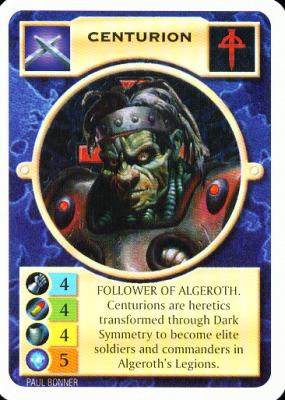 CENTURION
4
4
4
5
FOLLOWER OF ALGEROTH.
Centurions are heretics
transformed through Dark
Symmetry to become elite
soldiers and commanders in
Algeroth's Legions.
PAUL BONNER